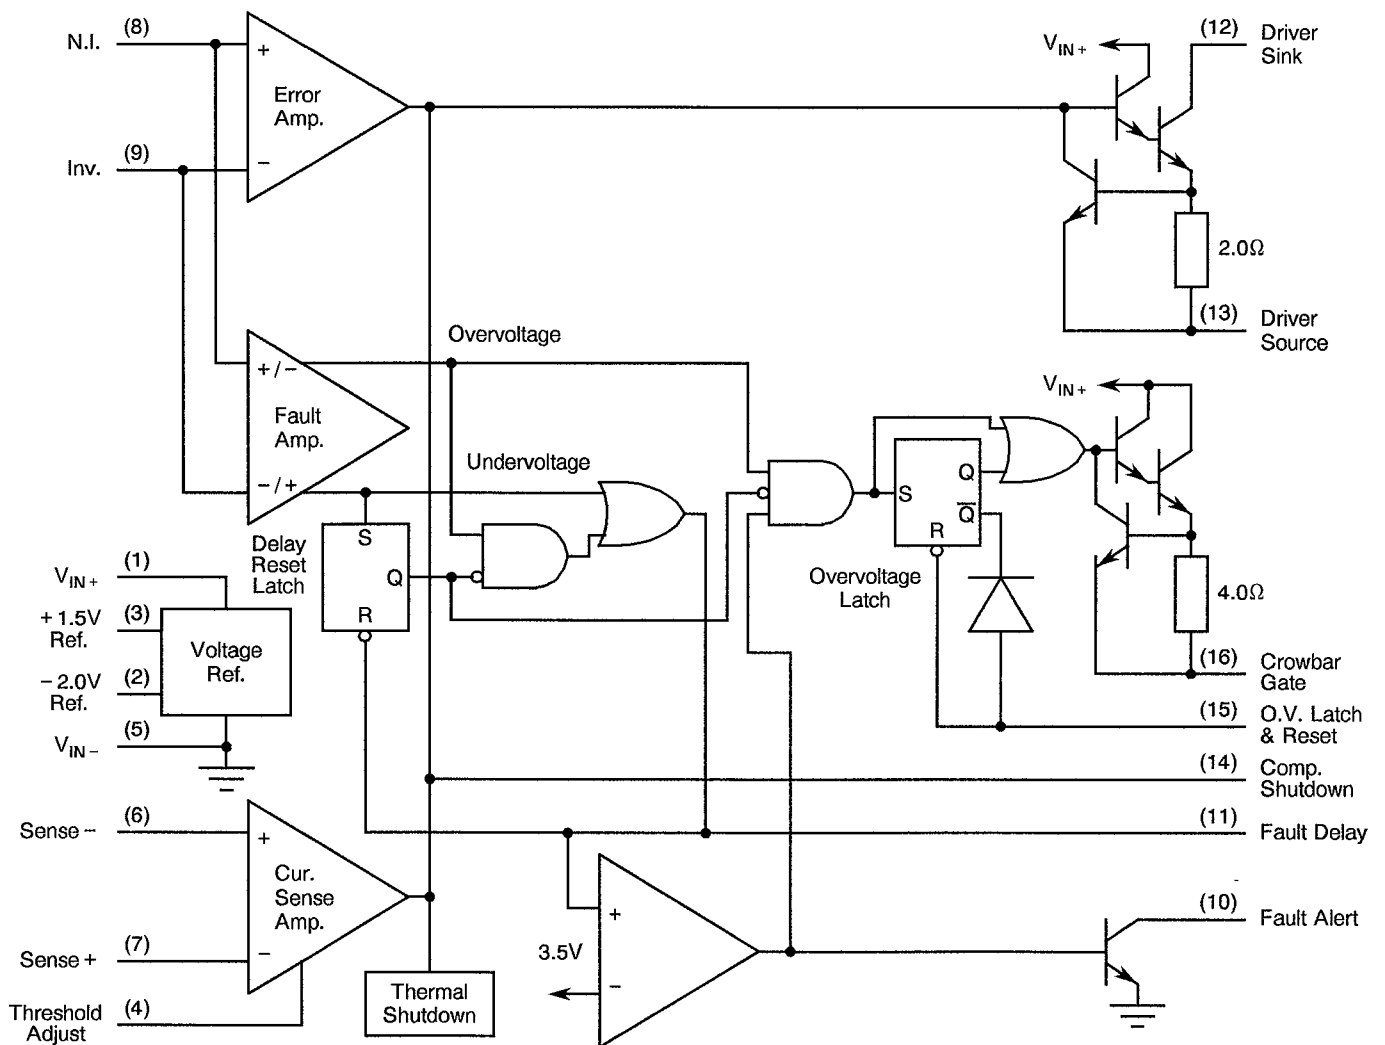 N.I.
(8)
+
Error
Amp.
Inv.
(9)
−
VIN+
(12)
Driver
Sink
2.0Ω
(13)
Driver
Source
Overvoltage
+/−
Fault
Amp.
−/+
Undervoltage
VIN+
S
Delay
Reset
Latch
Q
R
S
Q
Q̅
R
Overvoltage
Latch
4.0Ω
(16)
Crowbar
Gate
(15)
O.V. Latch
& Reset
(14)
Comp.
Shutdown
(11)
Fault Delay
(10)
Fault Alert
VIN+
(1)
+1.5V
Ref.
(3)
Voltage
Ref.
−2.0V
Ref.
(2)
VIN−
(5)
Sense−
(6)
+
Cur.
Sense
Amp.
Sense+
(7)
−
Threshold
Adjust
(4)
Thermal
Shutdown
+
3.5V
−